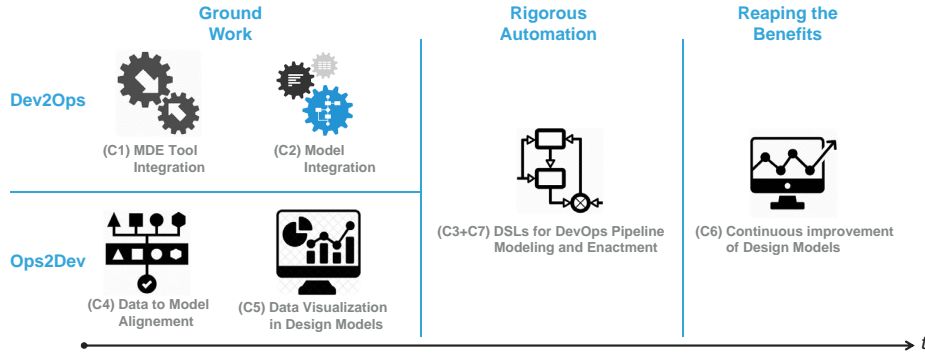 Ground
Work
Rigorous
Automation
Reaping the
Benefits
Dev2Ops
(C1) MDE Tool
Integration
(C2) Model
Integration
(C3+C7) DSLs for DevOps Pipeline
Modeling and Enactment
(C6) Continuous improvement
of Design Models
Ops2Dev
(C4) Data to Model
Alignement
(C5) Data Visualization
in Design Models
t